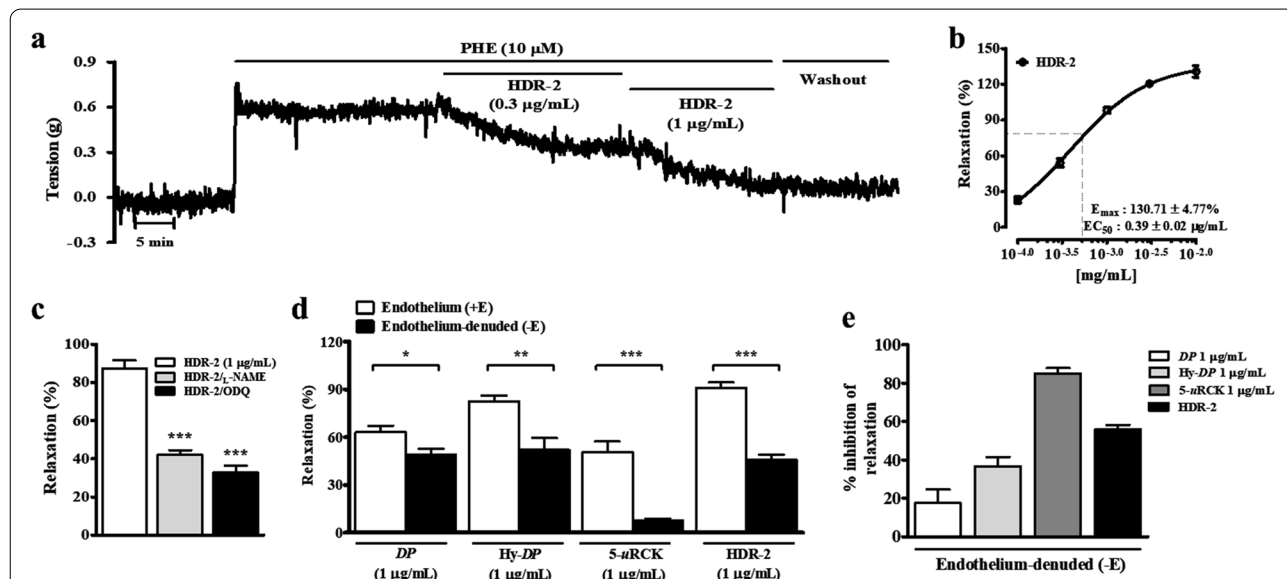 a
PHE (10 μM)
HDR-2
(0.3 μg/mL)
HDR-2
(1 μg/mL)
Washout
0.9
0.6
0.3
0.0
-0.3
Tension (g)
5 min
b
HDR-2
150
120
90
60
30
0
Relaxation (%)
Emax : 130.71 ± 4.77%
EC50 : 0.39 ± 0.02 μg/mL
10-4.0 10-3.5 10-3.0 10-2.5 10-2.0
[mg/mL]
c
100
80
60
40
20
0
Relaxation (%)
HDR-2 (1 μg/mL)
HDR-2/L-NAME
HDR-2/ODQ
***
***
d
Endothelium (+E)
Endothelium-denuded (-E)
120
90
60
30
0
Relaxation (%)
* ** *** ***
DP Hy-DP 5-uRCK HDR-2
(1 μg/mL) (1 μg/mL) (1 μg/mL) (1 μg/mL)
e
100
80
60
40
20
0
% inhibition of
relaxation
DP 1 μg/mL
Hy-DP 1 μg/mL
5-uRCK 1 μg/mL
HDR-2
Endothelium-denuded (-E)